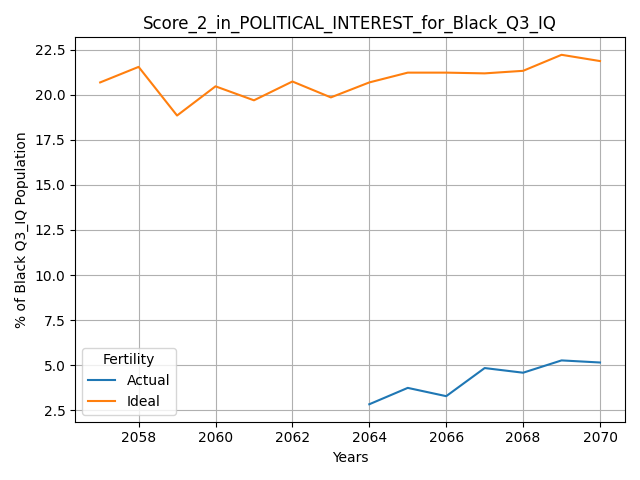 Score_2_in_POLITICAL_INTEREST_for_Black_Q3_IQ
% of Black Q3_IQ Population
22.5
20.0
17.5
15.0
12.5
10.0
7.5
5.0
2.5
Fertility
Actual
Ideal
2058 2060 2062 2064 2066 2068 2070
Years